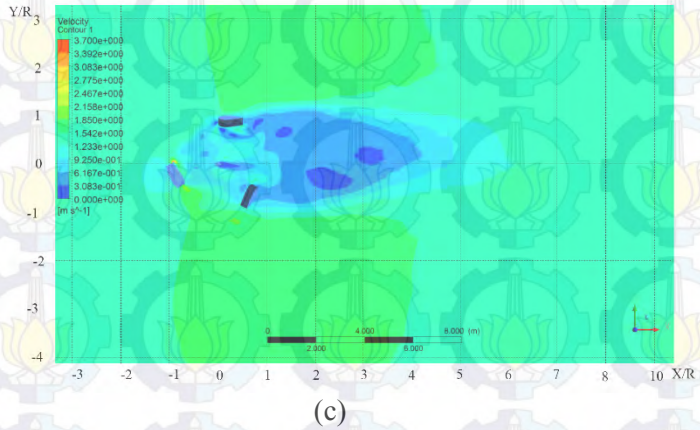 Y/R
Velocity
Contour 1
3.700e+000
3.392e+000
3.083e+000
2.775e+000
2.467e+000
2.158e+000
1.850e+000
1.542e+000
1.233e+000
9.250e-001
6.167e-001
3.083e-001
0.000e+000
[m s^-1]
3
2
1
0
-1
-2
-3
-4
0 4.000 8.000 (m)
2.000 6.000
-3 -2 -1 0 1 2 3 4 5 6 7 8 10 X/R
(c)